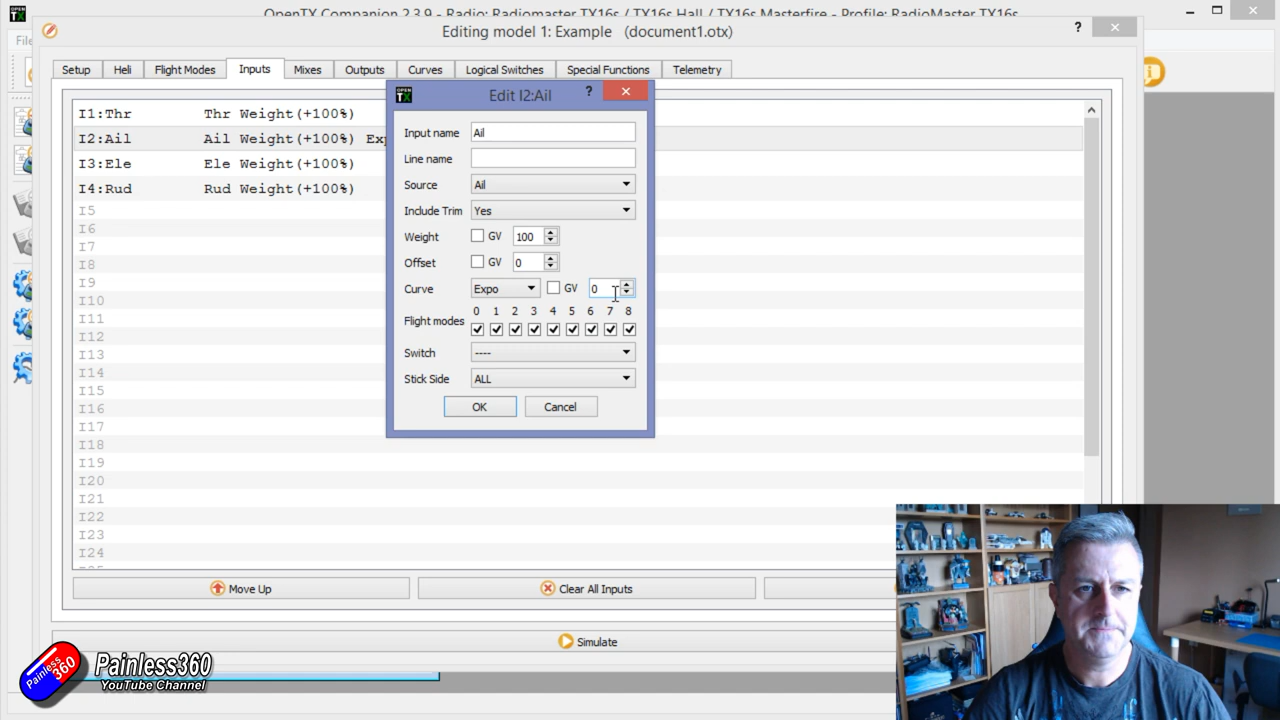 OpenTX Companion 2.3.9 - Radio: Radiomaster TX16s / TX16s Hall / TX16s Masterfire - Profile: RadioMaster TX16s
Editing model 1: Example (document1.otx)
?
Setup Heli Flight Modes Inputs Mixes Outputs Curves Logical Switches Special Functions Telemetry
I1:Thr Thr Weight(+100%)
I2:Ail Ail Weight(+100%)
I3:Ele Ele Weight(+100%)
I4:Rud Rud Weight(+100%)
I5
I6
I7
I8
I9
I10
I11
I12
I13
I14
I15
I16
I17
I18
I19
I20
I21
I22
I23
I24
OPEN TX
Edit I2:Ail ?
Input name Ail
Line name
Source Ail
Include Trim Yes
Weight GV 100
Offset GV 0
Curve Expo GV 0
0 1 2 3 4 5 6 7 8
Flight modes
Switch ----
Stick Side ALL
OK Cancel
Move Up Clear All Inputs
Simulate
Painless 360
Painless360
YouTube Channel